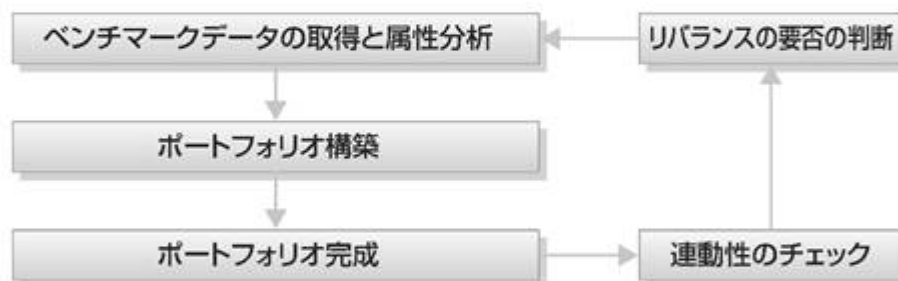 ベンチマークデータの取得と属性分析
リバランスの要否の判断
ポートフォリオ構築
ポートフォリオ完成
連動性のチェック